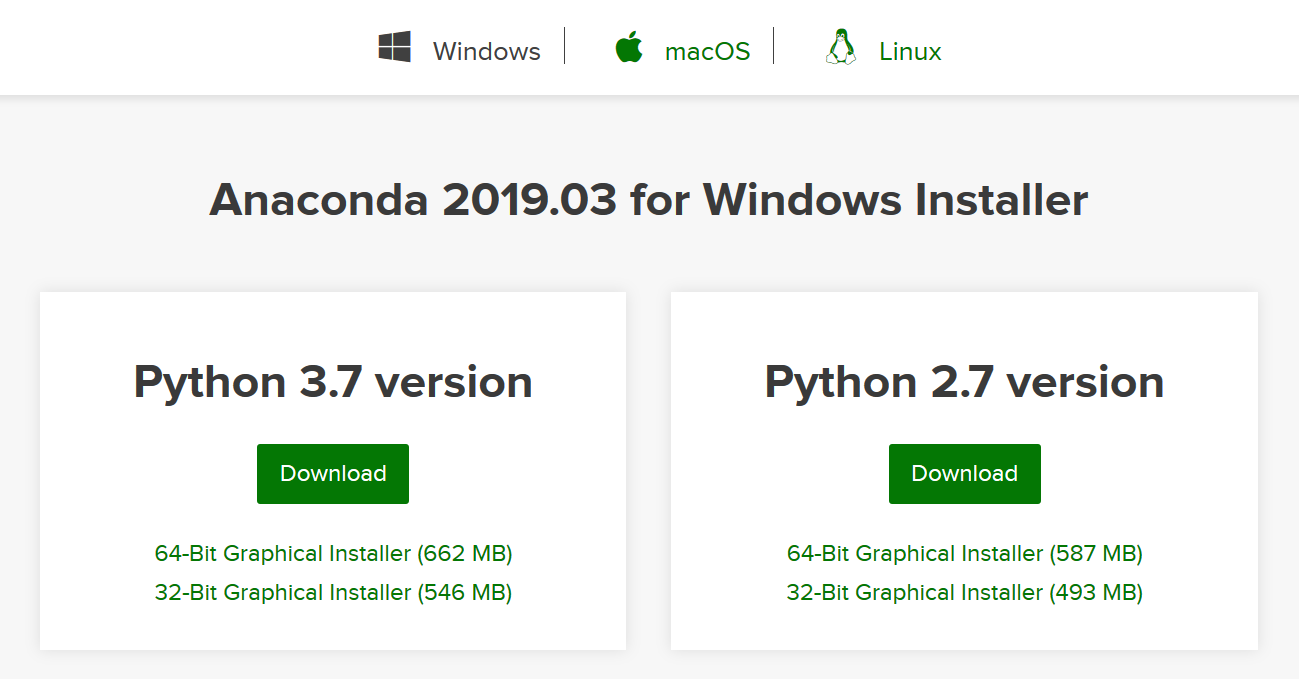 Windows macOS Linux
Anaconda 2019.03 for Windows Installer
Python 3.7 version
Download
64-Bit Graphical Installer (662 MB)
32-Bit Graphical Installer (546 MB)
Python 2.7 version
Download
64-Bit Graphical Installer (587 MB)
32-Bit Graphical Installer (493 MB)